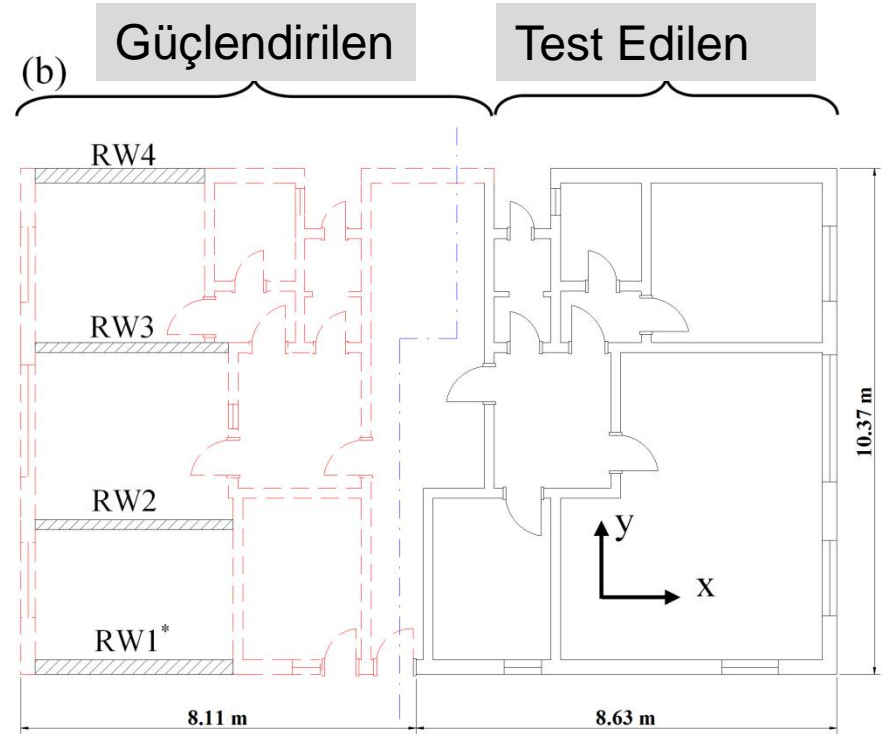 Güçlendirilen
Test Edilen
(b)
RW4
RW3
RW2
RW1*
y
x
10.37 m
8.11 m
8.63 m